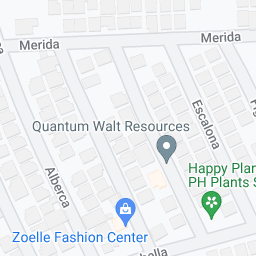 Merida
Merida
Escalona
Quantum Walt Resources
Alberca
Happy Plan
PH Plants S
Zoelle Fashion Center